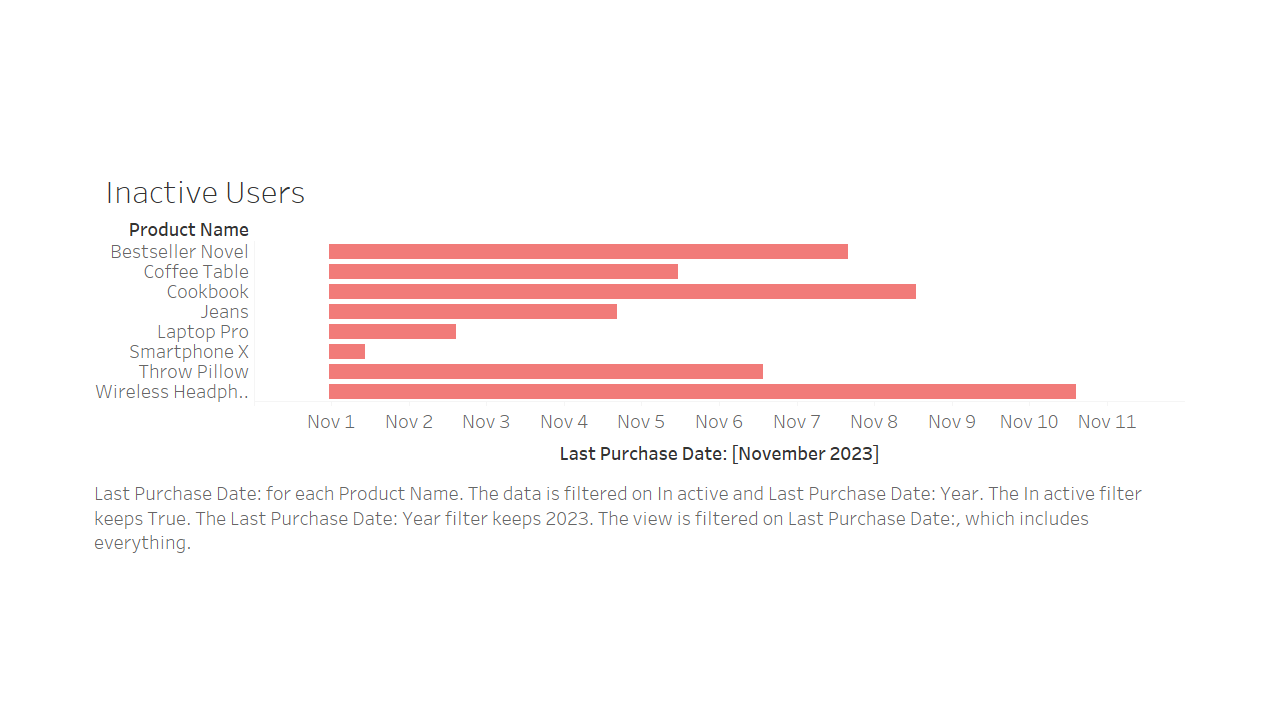 Inactive Users
Product Name
Bestseller Novel
Coffee Table
Cookbook
Jeans
Laptop Pro
Smartphone X
Throw Pillow
Wireless Headph..
Nov 1 Nov 2 Nov 3 Nov 4 Nov 5 Nov 6 Nov 7 Nov 8 Nov 9 Nov 10 Nov 11
Last Purchase Date: [November 2023]
Last Purchase Date: for each Product Name. The data is filtered on In active and Last Purchase Date: Year. The In active filter
keeps True. The Last Purchase Date: Year filter keeps 2023. The view is filtered on Last Purchase Date:, which includes
everything.